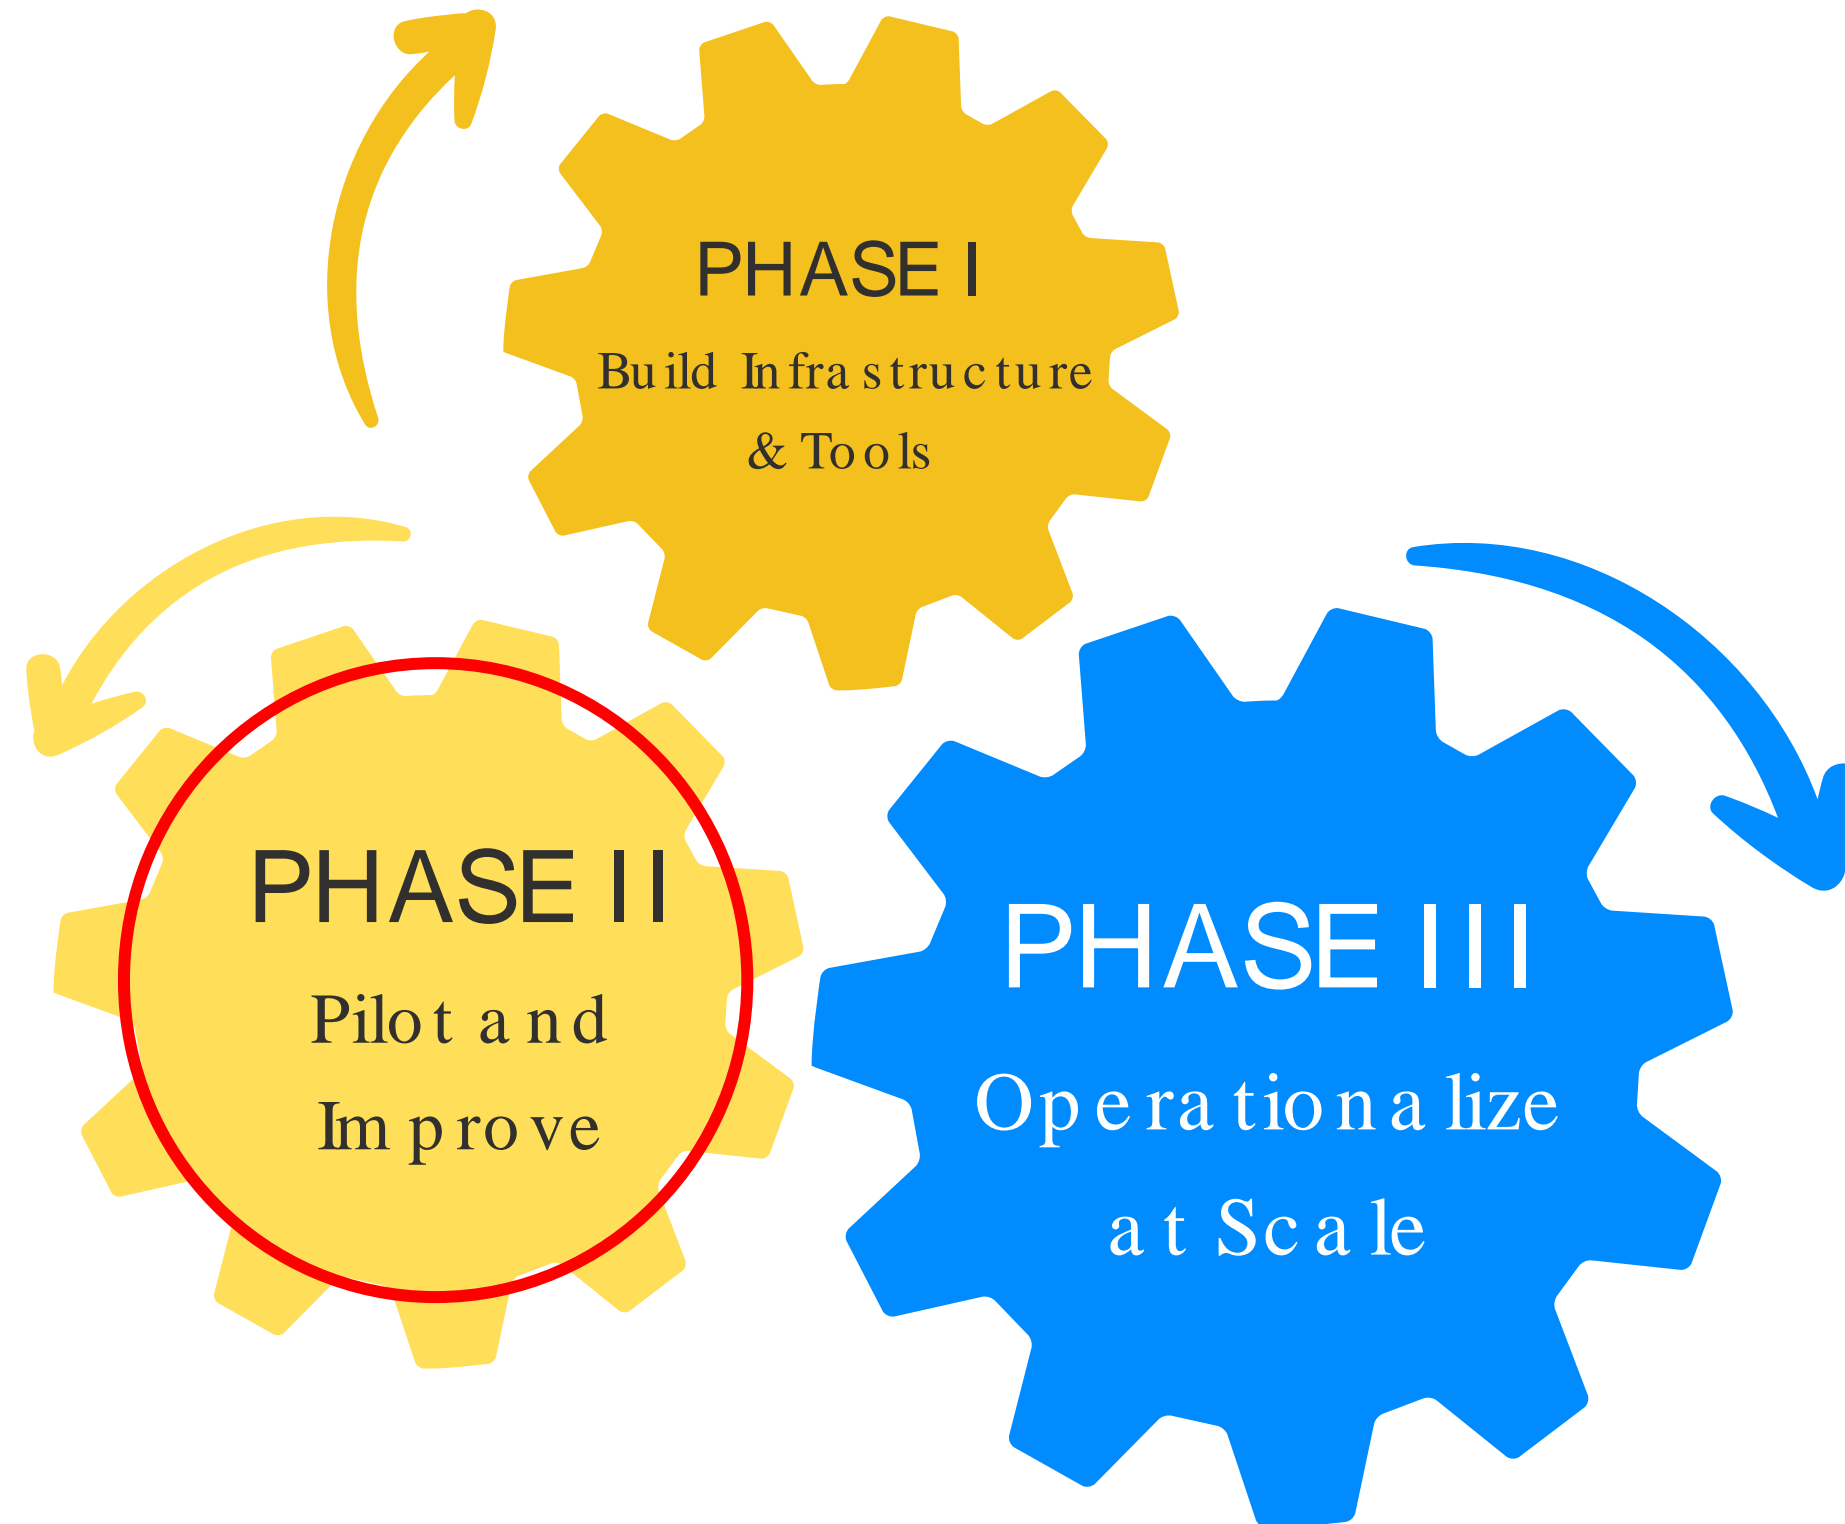 PHASE I
Build Infrastructure
& Tools
PHASE II
Pilot and
Improve
PHASE III
Operationalize
at Scale